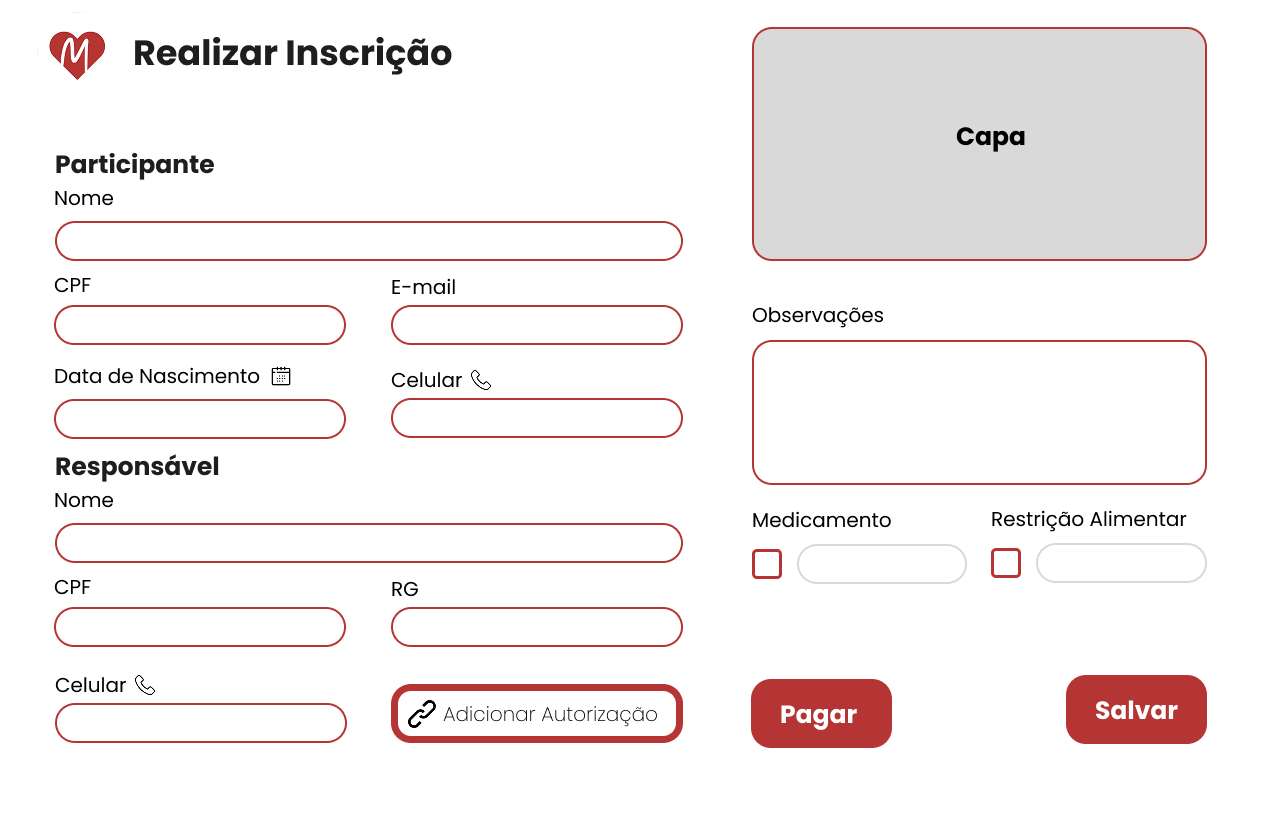 M
Realizar Inscrição
Participante
Nome
CPF
E-mail
Data de Nascimento
Celular
Responsável
Nome
CPF
RG
Celular
Adicionar Autorização
Capa
Observações
Medicamento
Restrição Alimentar
Pagar
Salvar